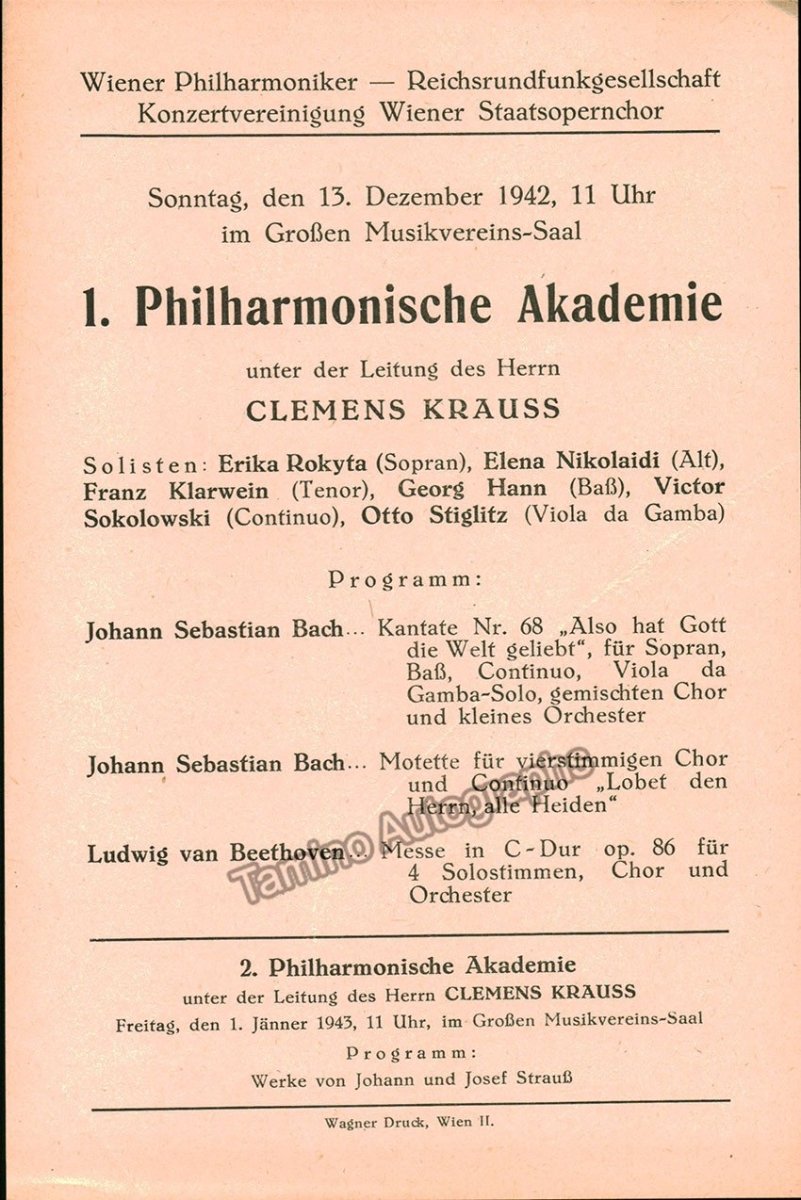 Wiener Philharmoniker — Reichsrundfunkgesellschaft
Konzertvereinigung Wiener Staatsopernchor
Sonntag, den 13. Dezember 1942, 11 Uhr
im Großen Musikvereins-Saal
1. Philharmonische Akademie
unter der Leitung des Herrn
CLEMENS KRAUSS
Solisten: Erika Rokyta (Sopran), Elena Nikolaidi (Alt),
Franz Klarwein (Tenor), Georg Hann (Baß), Victor
Sokolowski (Continuo), Otto Stiglitz (Viola da Gamba)
Programm:
Johann Sebastian Bach... Kantate Nr. 68 „Also hat Gott
die Welt geliebt“, für Sopran,
Baß, Continuo, Viola da
Gamba-Solo, gemischten Chor
und kleines Orchester
Johann Sebastian Bach... Motette für vierstimmigen Chor
und Continuo „Lobet den
Herrn, alle Heiden“
Ludwig van Beethoven... Messe in C-Dur op. 86 für
4 Solostimmen, Chor und
Orchester
Tamino Autographs
2. Philharmonische Akademie
unter der Leitung des Herrn CLEMENS KRAUSS
Freitag, den 1. Jänner 1943, 11 Uhr, im Großen Musikvereins-Saal
Programm:
Werke von Johann und Josef Strauß
Wagner Druck, Wien II.